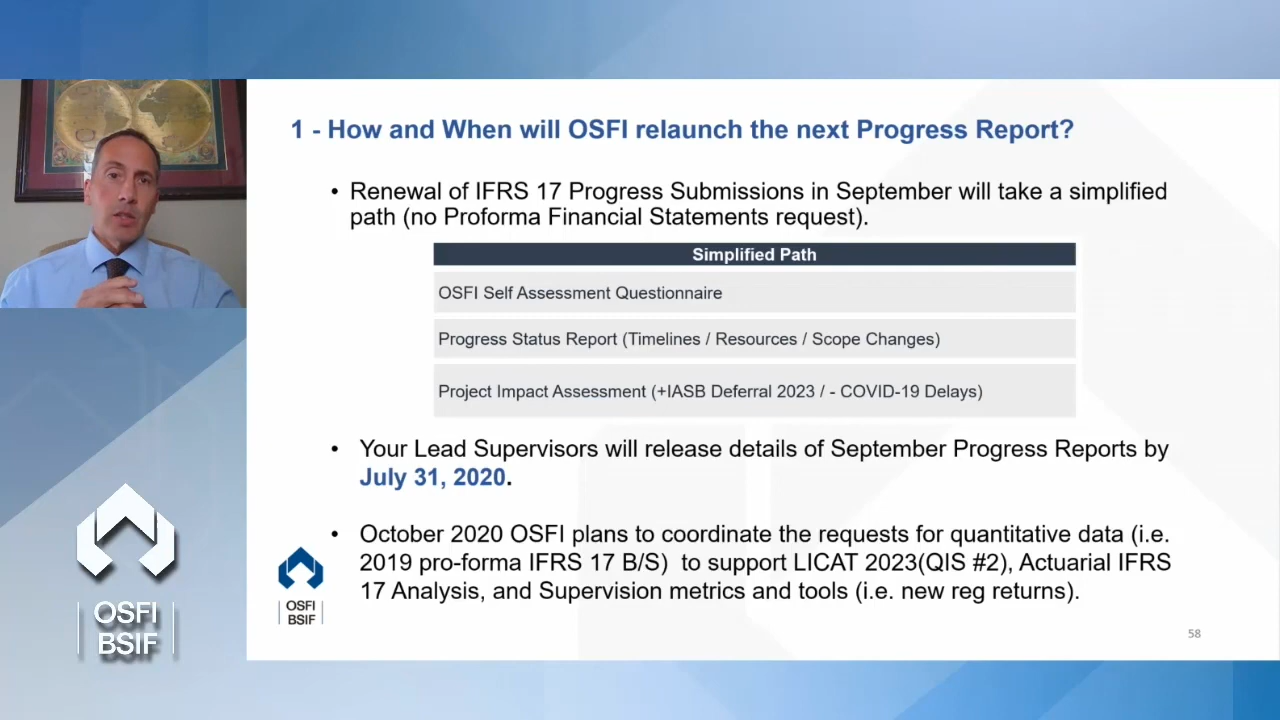 1 - How and When will OSFI relaunch the next Progress Report?
• Renewal of IFRS 17 Progress Submissions in September will take a simplified
path (no Proforma Financial Statements request).
Simplified Path
OSFI Self Assessment Questionnaire
Progress Status Report (Timelines / Resources / Scope Changes)
Project Impact Assessment (+IASB Deferral 2023 / - COVID-19 Delays)
• Your Lead Supervisors will release details of September Progress Reports by
July 31, 2020.
• October 2020 OSFI plans to coordinate the requests for quantitative data (i.e.
2019 pro-forma IFRS 17 B/S) to support LICAT 2023(QIS #2), Actuarial IFRS
17 Analysis, and Supervision metrics and tools (i.e. new reg returns).
OSFI
BSIF
58
OSFI
BSIF